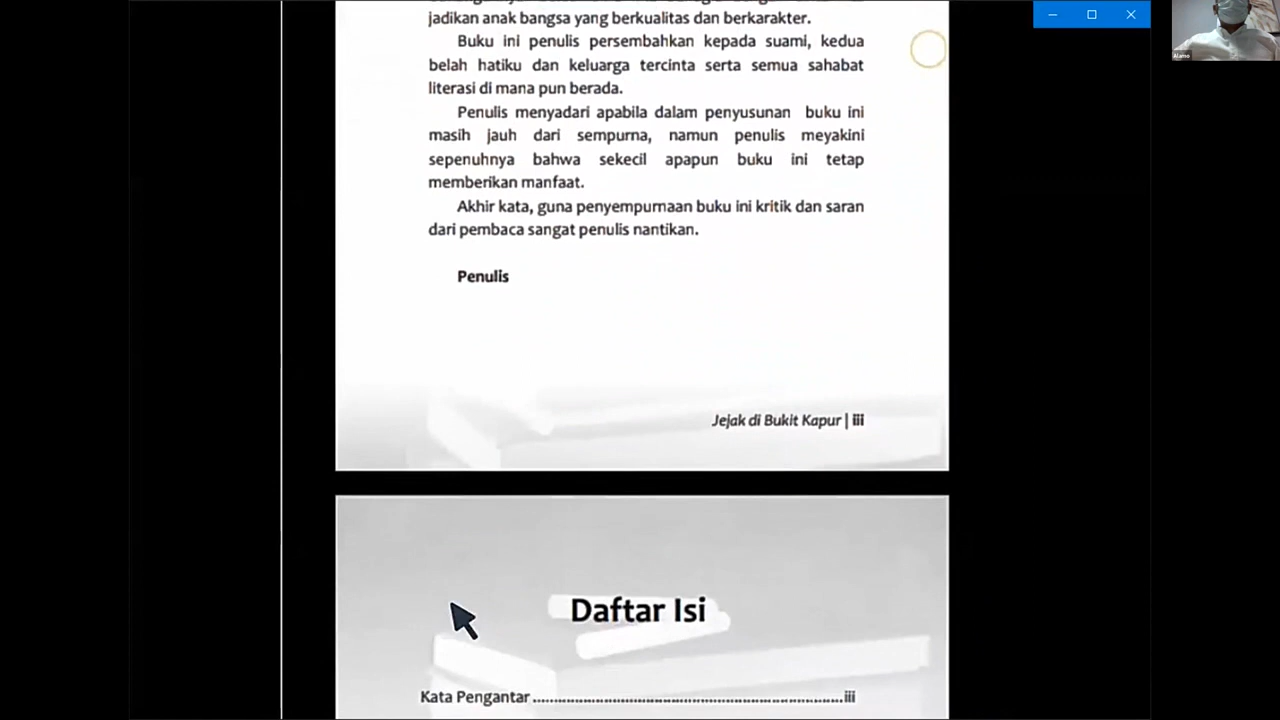 jadikan anak bangsa yang berkualitas dan berkarakter.
Buku ini penulis persembahkan kepada suami, kedua
belah hatiku dan keluarga tercinta serta semua sahabat
literasi di mana pun berada.
Penulis menyadari apabila dalam penyusunan buku ini
masih jauh dari sempurna, namun penulis meyakini
sepenuhnya bahwa sekecil apapun buku ini tetap
memberikan manfaat.
Akhir kata, guna penyempurnaan buku ini kritik dan saran
dari pembaca sangat penulis nantikan.
Penulis
Jejak di Bukit Kapur | iii
Daftar Isi
Kata Pengantar ........................................................................iii